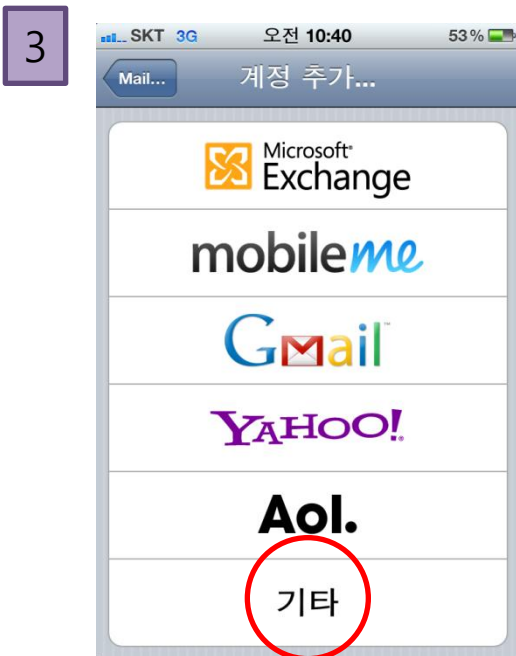 3
SKT 3G 오전 10:40 53%
Mail... 계정 추가...
Microsoft
Exchange
mobileme
Gmail™
YAHOO!
Aol.
기타